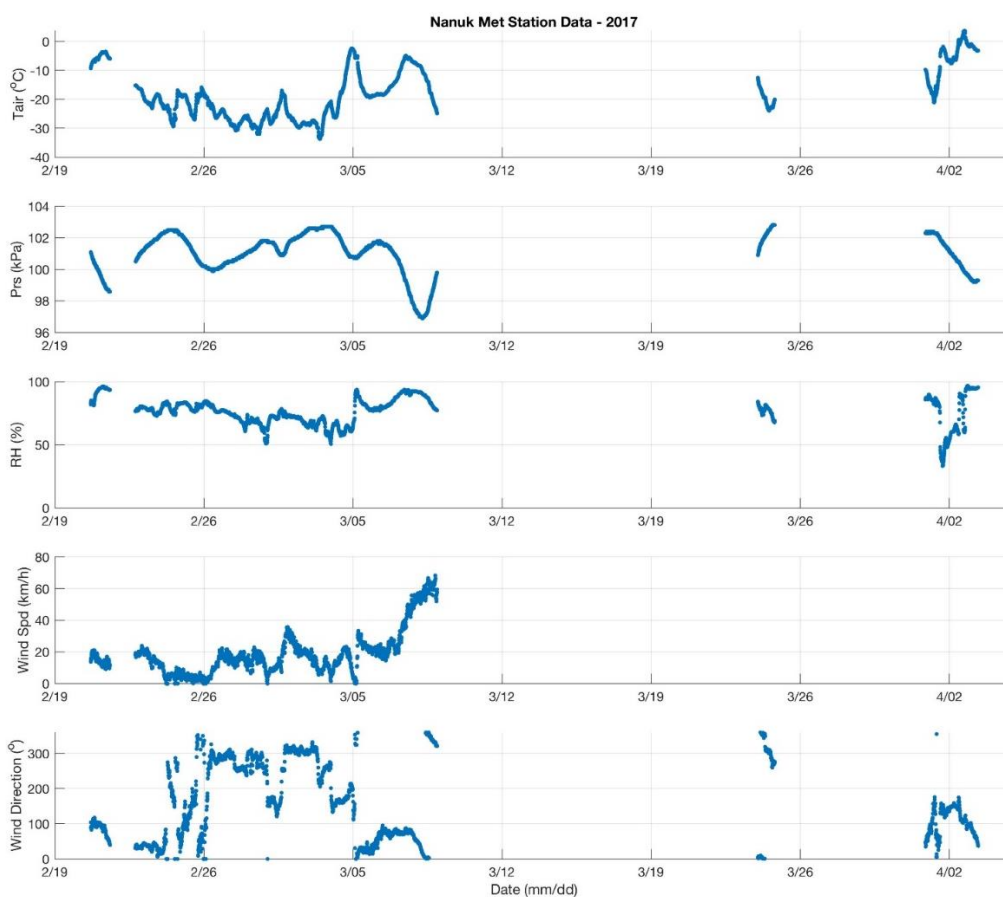 Nanuk Met Station Data - 2017
0
-10
-20
-30
-40
Tair (°C)
2/19 2/26 3/05 3/12 3/19 3/26 4/02
104
102
100
98
96
Prs (kPa)
2/19 2/26 3/05 3/12 3/19 3/26 4/02
100
50
0
RH (%)
2/19 2/26 3/05 3/12 3/19 3/26 4/02
80
60
40
20
0
Wind Spd (km/h)
2/19 2/26 3/05 3/12 3/19 3/26 4/02
300
200
100
0
Wind Direction (°)
2/19 2/26 3/05 3/12 3/19 3/26 4/02
Date (mm/dd)